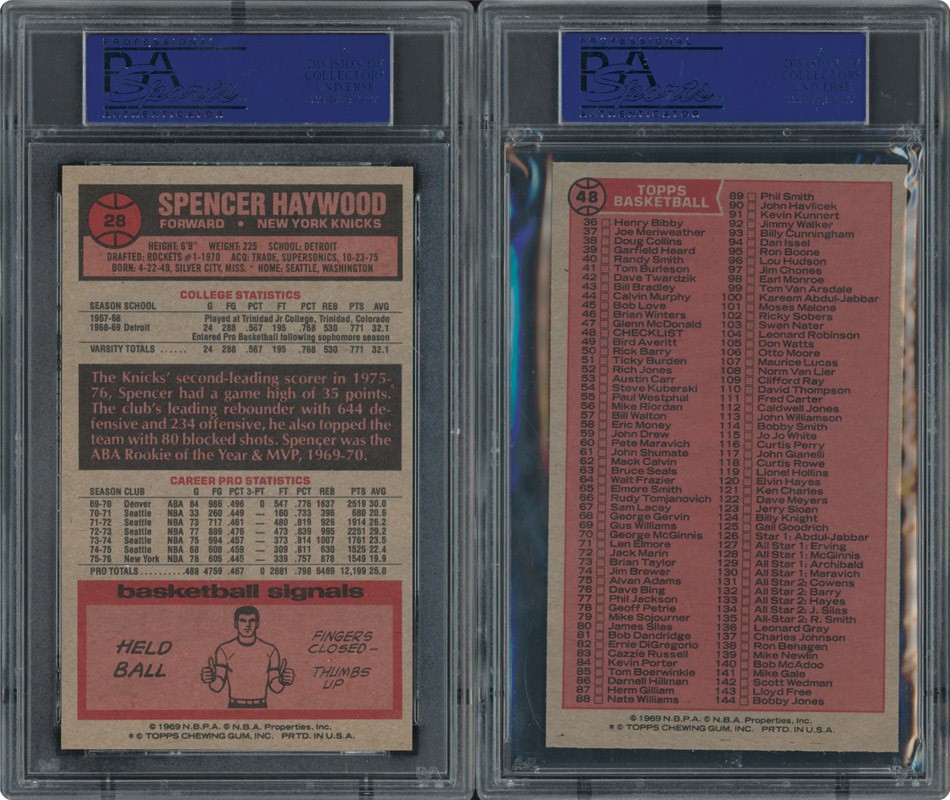 PROFESSIONAL
PSA
Sports
AUTHENTICATOR
A
DIVISION OF
COLLECTORS
UNIVERSE
28
SPENCER HAYWOOD
FORWARD • NEW YORK KNICKS
HEIGHT: 6'9" WEIGHT: 225 SCHOOL: DETROIT
DRAFTED: ROCKETS #1-1970 ACQ: TRADE, SUPERSONICS, 10-23-75
BORN: 4-22-49, SILVER CITY, MISS. * HOME: SEATTLE, WASHINGTON
COLLEGE STATISTICS
SEASON SCHOOL G FG PCT FT PCT REB PTS AVG
1967-68 Played at Trinidad Jr College, Trinidad, Colorado
1968-69 Detroit 24 288 .567 195 .768 530 771 32.1
Entered Pro Basketball following sophomore season
VARSITY TOTALS ...... 24 288 .567 195 .768 530 771 32.1
The Knicks' second-leading scorer in 1975-
76, Spencer had a game high of 35 points.
The club's leading rebounder with 644 de-
fensive and 234 offensive, he also topped the
team with 80 blocked shots. Spencer was the
ABA Rookie of the Year & MVP, 1969-70.
CAREER PRO STATISTICS
SEASON CLUB G FG PCT 3-PT FT PCT REB PTS AVG
69-70 Denver ABA 84 986 .496 0 547 .776 1637 2519 30.0
70-71 Seattle NBA 33 260 .449 — 160 .733 396 680 20.6
71-72 Seattle NBA 73 717 .461 — 480 .819 926 1914 26.2
72-73 Seattle NBA 77 889 .476 — 473 .839 995 2251 29.2
73-74 Seattle NBA 75 694 .457 — 373 .814 1007 1761 23.5
74-75 Seattle NBA 68 608 .459 — 309 .811 630 1525 22.4
75-76 New York NBA 78 605 .445 — 339 .757 878 1549 19.9
PRO TOTALS ......... 488 4759 .467 0 2681 .798 6469 12,199 25.0
basketball signals
HELD
BALL
FINGERS
CLOSED—
THUMBS
UP
© 1969 N.B.P.A. © N.B.A. Properties, Inc.
* © TOPPS CHEWING GUM, INC. PRTD. IN U.S.A.
PROFESSIONAL
PSA
Sports
AUTHENTICATOR
A
DIVISION OF
COLLECTORS
UNIVERSE
48
TOPPS
BASKETBALL
36 Henry Bibby
37 Joe Meriweather
38 Doug Collins
39 Garfield Heard
40 Randy Smith
41 Tom Burleson
42 Dave Twardzik
43 Bill Bradley
44 Calvin Murphy
45 Bob Love
46 Brian Winters
47 Glenn McDonald
48 CHECKLIST
49 Bird Averitt
50 Rick Barry
51 Ticky Burden
52 Rich Jones
53 Austin Carr
54 Steve Kuberski
55 Paul Westphal
56 Mike Riordan
57 Bill Walton
58 Eric Money
59 John Drew
60 Pete Maravich
61 John Shumate
62 Mack Calvin
63 Bruce Seals
64 Walt Frazier
65 Elmore Smith
66 Rudy Tomjanovich
67 Sam Lacey
68 George Gervin
69 Gus Williams
70 George McGinnis
71 Len Elmore
72 Jack Marin
73 Brian Taylor
74 Jim Brewer
75 Alvan Adams
76 Dave Bing
77 Phil Jackson
78 Geoff Petrie
79 Mike Sojourner
80 James Silas
81 Bob Dandridge
82 Ernie DiGregorio
83 Cazzie Russell
84 Kevin Porter
85 Tom Boerwinkle
86 Darnell Hillman
87 Herm Gilliam
88 Nate Williams
89 Phil Smith
90 John Havlicek
91 Kevin Kunnert
92 Jimmy Walker
93 Billy Cunningham
94 Dan Issel
95 Ron Boone
96 Lou Hudson
97 Jim Chones
98 Earl Monroe
99 Tom Van Arsdale
100 Kareem Abdul-Jabbar
101 Moses Malone
102 Ricky Sobers
103 Swen Nater
104 Leonard Robinson
105 Don Watts
106 Otto Moore
107 Maurice Lucas
108 Norm Van Lier
109 Clifford Ray
110 David Thompson
111 Fred Carter
112 Caldwell Jones
113 John Williamson
114 Bobby Smith
115 Jo Jo White
116 Curtis Perry
117 John Gianelli
118 Curtis Rowe
119 Lionel Hollins
120 Elvin Hayes
121 Ken Charles
122 Dave Meyers
123 Jerry Sloan
124 Billy Knight
125 Gail Goodrich
126 Star 1: Abdul-Jabbar
127 All Star 1: Erving
128 All Star 1: McGinnis
129 All Star 1: Archibald
130 All Star 1: Maravich
131 All Star 2: Cowens
132 All Star 2: Barry
133 All Star 2: Hayes
134 All Star 2: J. Silas
135 All-Star 2: R. Smith
136 Leonard Gray
137 Charles Johnson
138 Ron Behagen
139 Mike Newlin
140 Bob McAdoo
141 Mike Gale
142 Scott Wedman
143 Lloyd Free
144 Bobby Jones
© 1969 N.B.P.A. © N.B.A. Properties, Inc.
* © TOPPS CHEWING GUM, INC. PRTD. IN U.S.A.